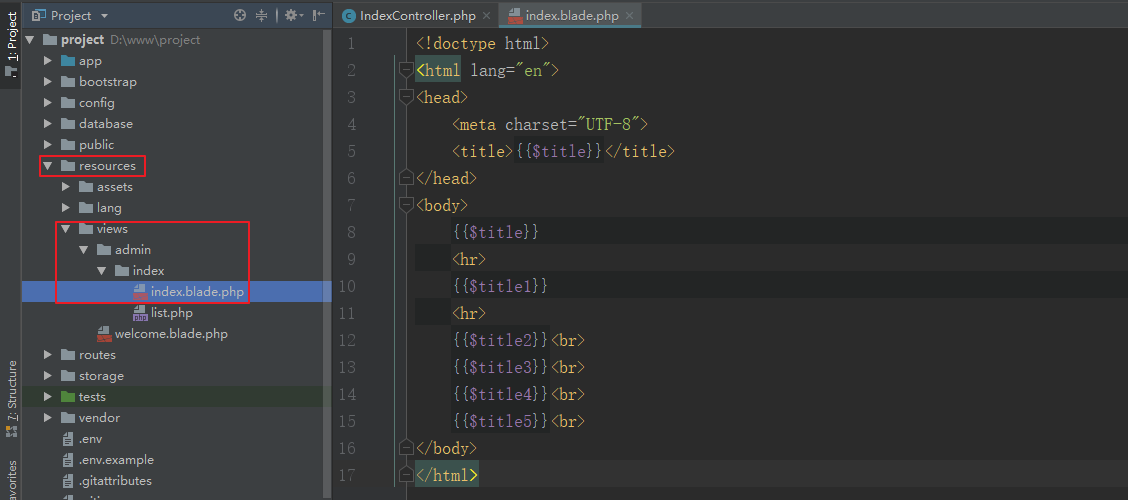 Project
IndexController.php
index.blade.php
1: Project
project D:\www\project
app
bootstrap
config
database
public
resources
assets
lang
views
admin
index
index.blade.php
list.php
welcome.blade.php
routes
storage
tests
vendor
.env
.env.example
.gitattributes
7: Structure
1 <!doctype html>
2 <html lang="en">
3 <head>
4 <meta charset="UTF-8">
5 <title>{{$title}}</title>
6 </head>
7 <body>
8 {{$title}}
9 <hr>
10 {{$title1}}
11 <hr>
12 {{$title2}}<br>
13 {{$title3}}<br>
14 {{$title4}}<br>
15 {{$title5}}<br>
16 </body>
17 </html>